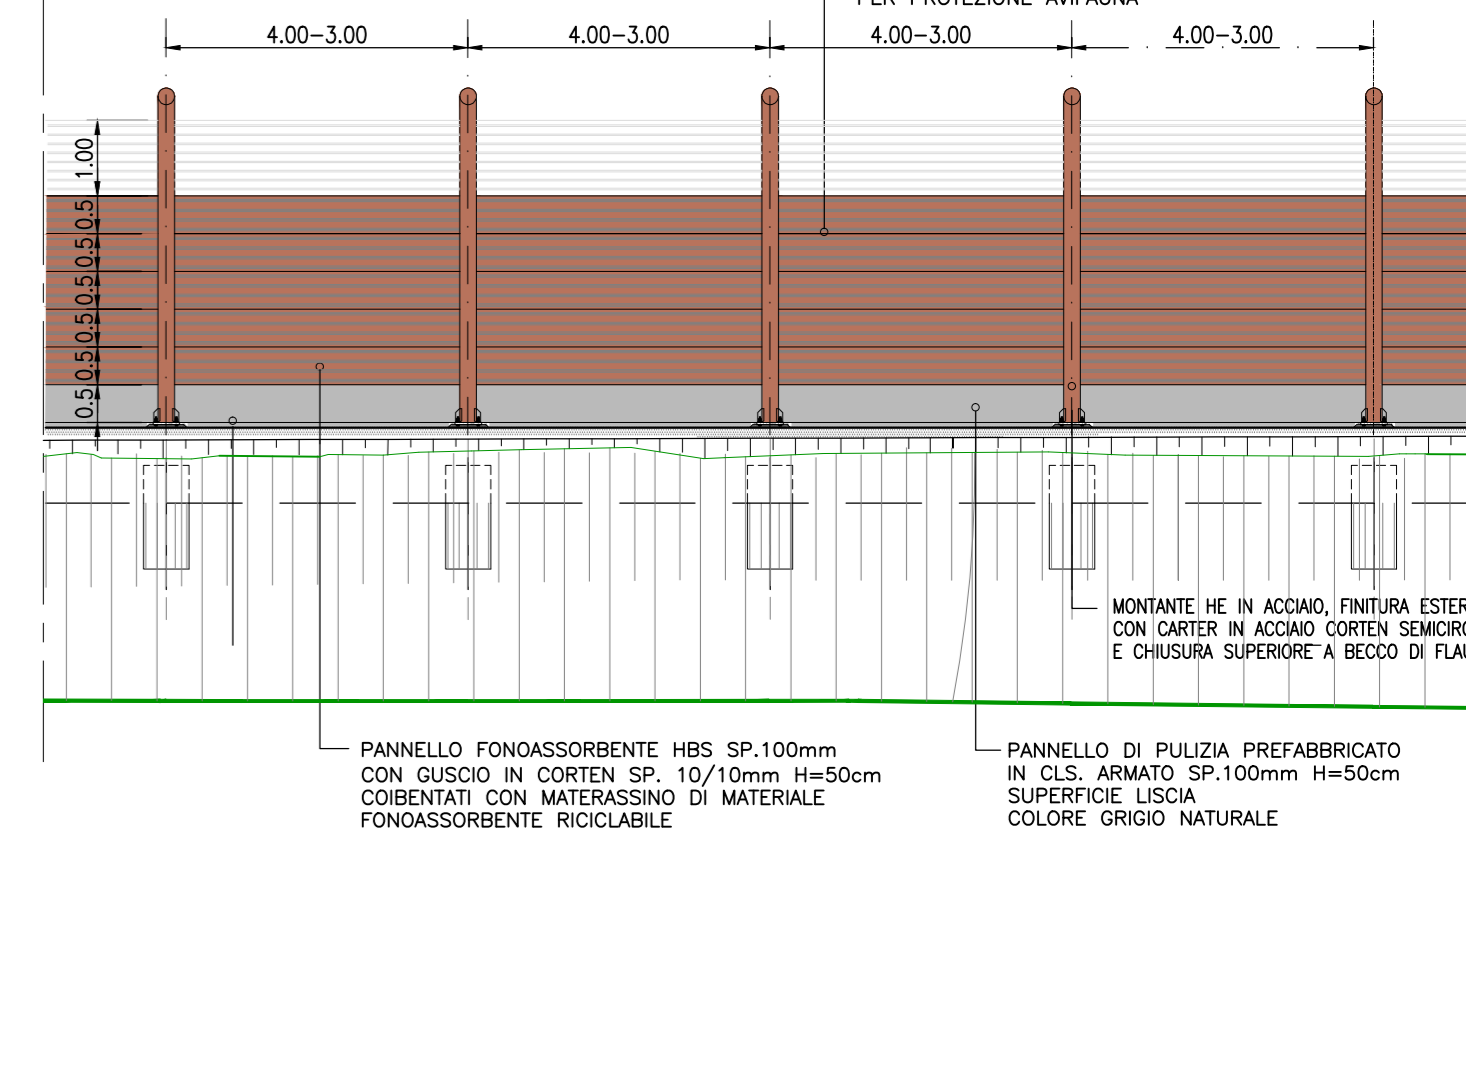 PER PROTEZIONE AVIFAUNA
4.00-3.00 4.00-3.00 4.00-3.00 4.00-3.00
1.00
0.5
0.5
0.5
0.5
0.5
0.5
MONTANTE HE IN ACCIAIO, FINITURA
CON CARTER IN ACCIAIO CORTEN
E CHIUSURA SUPERIORE A BECCO DI
PANNELLO FONOASSORBENTE HBS SP.100mm
CON GUSCIO IN CORTEN SP. 10/10mm H=50cm
COIBENTATI CON MATERASSINO DI MATERIALE
FONOASSORBENTE RICICLABILE
PANNELLO DI PULIZIA PREFABBRICATO
IN CLS. ARMATO SP.100mm H=50cm
SUPERFICIE LISCIA
COLORE GRIGIO NATURALE